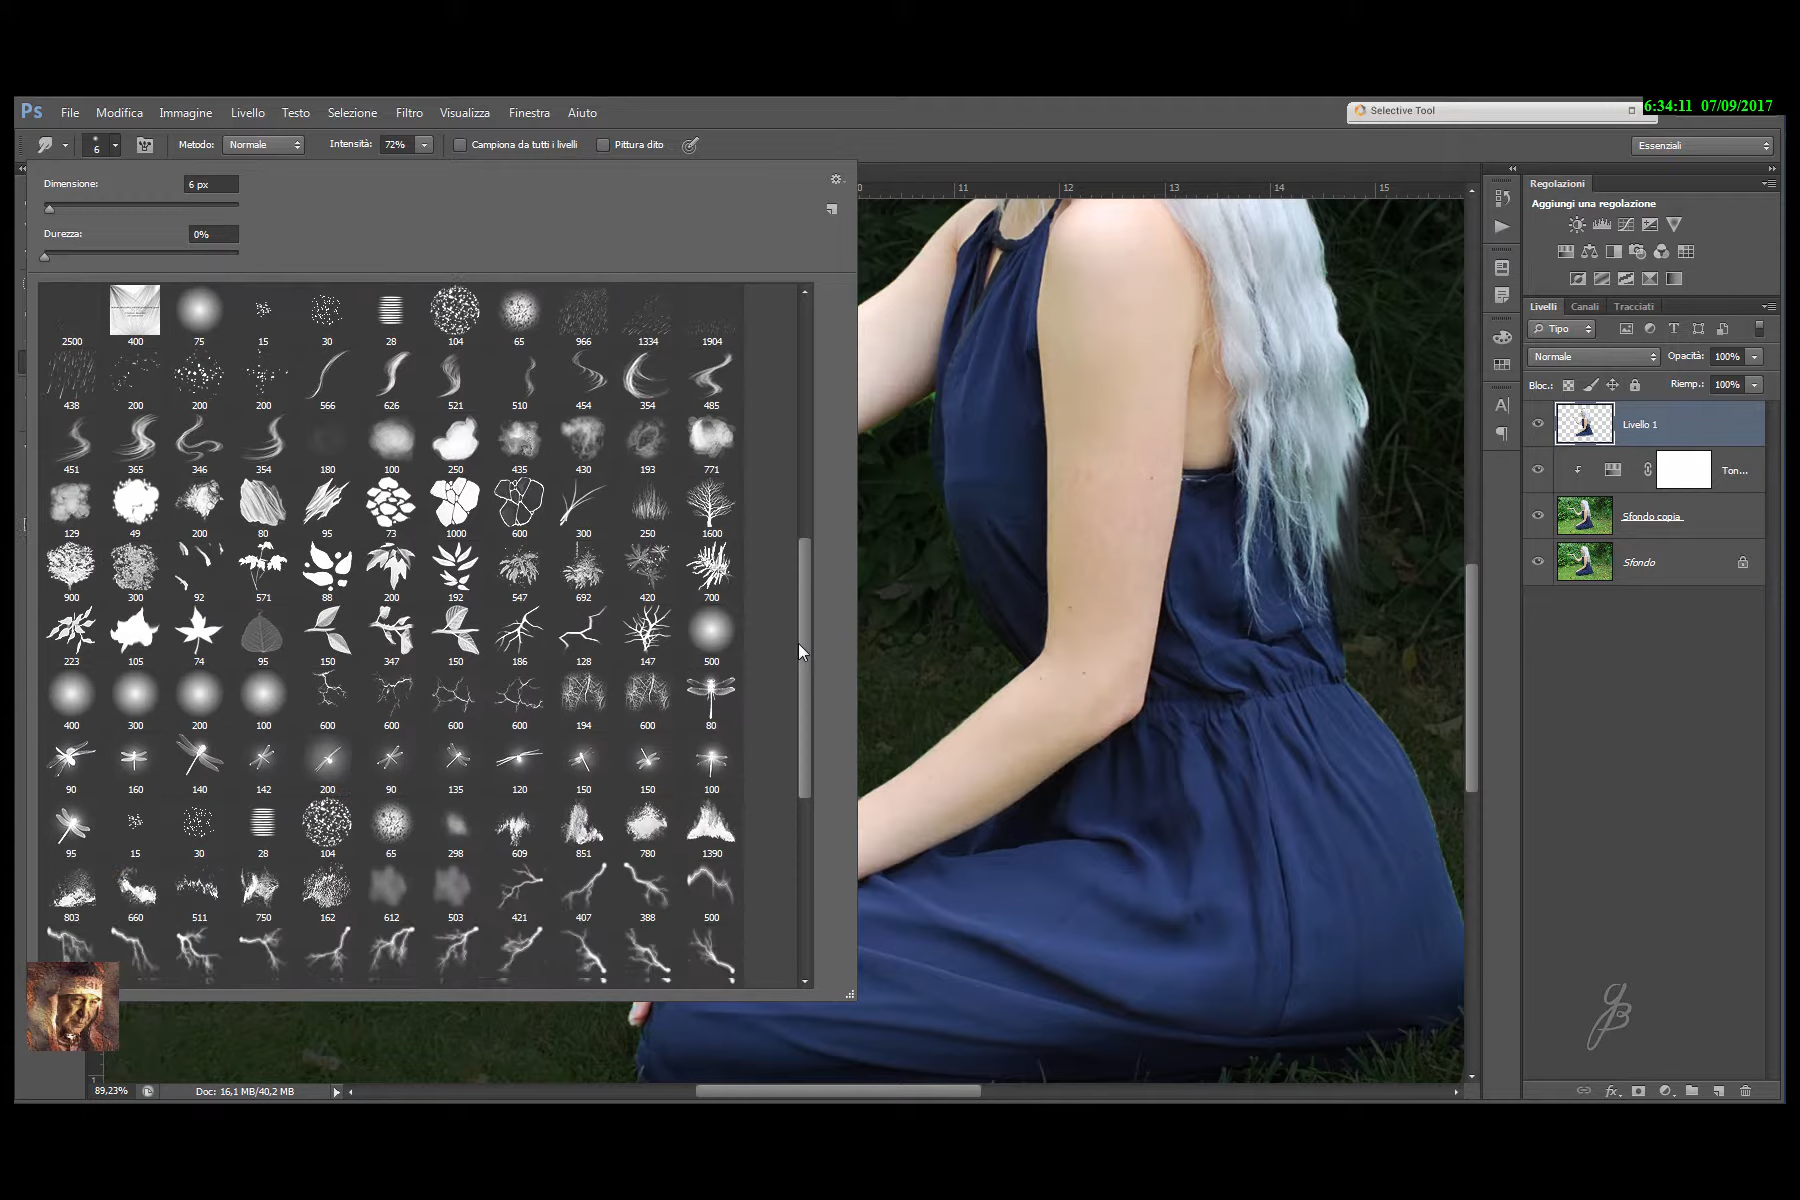 Ps File Modifica Immagine Livello Testo Selezione Filtro Visualizza Finestra Aiuto
Selective Tool
6:34:11 07/09/2017
6 Metodo: Normale Intensità: 72% Campiona da tutti i livelli Pittura dito
Essenziali
Dimensione: 6 px
Durezza: 0%
2500 400 75 15 30 28 104 65 966 1334 1904
438 200 200 200 566 626 521 510 454 354 485
451 365 346 354 180 100 250 435 430 193 771
129 49 200 80 95 73 1000 600 300 250 1600
900 300 92 571 88 200 192 547 692 420 700
223 105 74 95 150 347 150 186 128 147 500
400 300 200 100 600 600 600 600 194 600 80
90 160 140 142 200 90 135 120 150 150 100
95 15 30 28 104 65 298 609 851 780 1390
803 660 511 750 162 612 503 421 407 388 500
0 11 12 13 14 15
Regolazioni
Aggiungi una regolazione
Livelli Canali Tracciati
Tipo
Normale Opacità: 100%
Bloc.: Riemp.: 100%
Livello 1
Ton...
Sfondo copia
Sfondo
1
89,23% Doc: 16,1 MB/40,2 MB